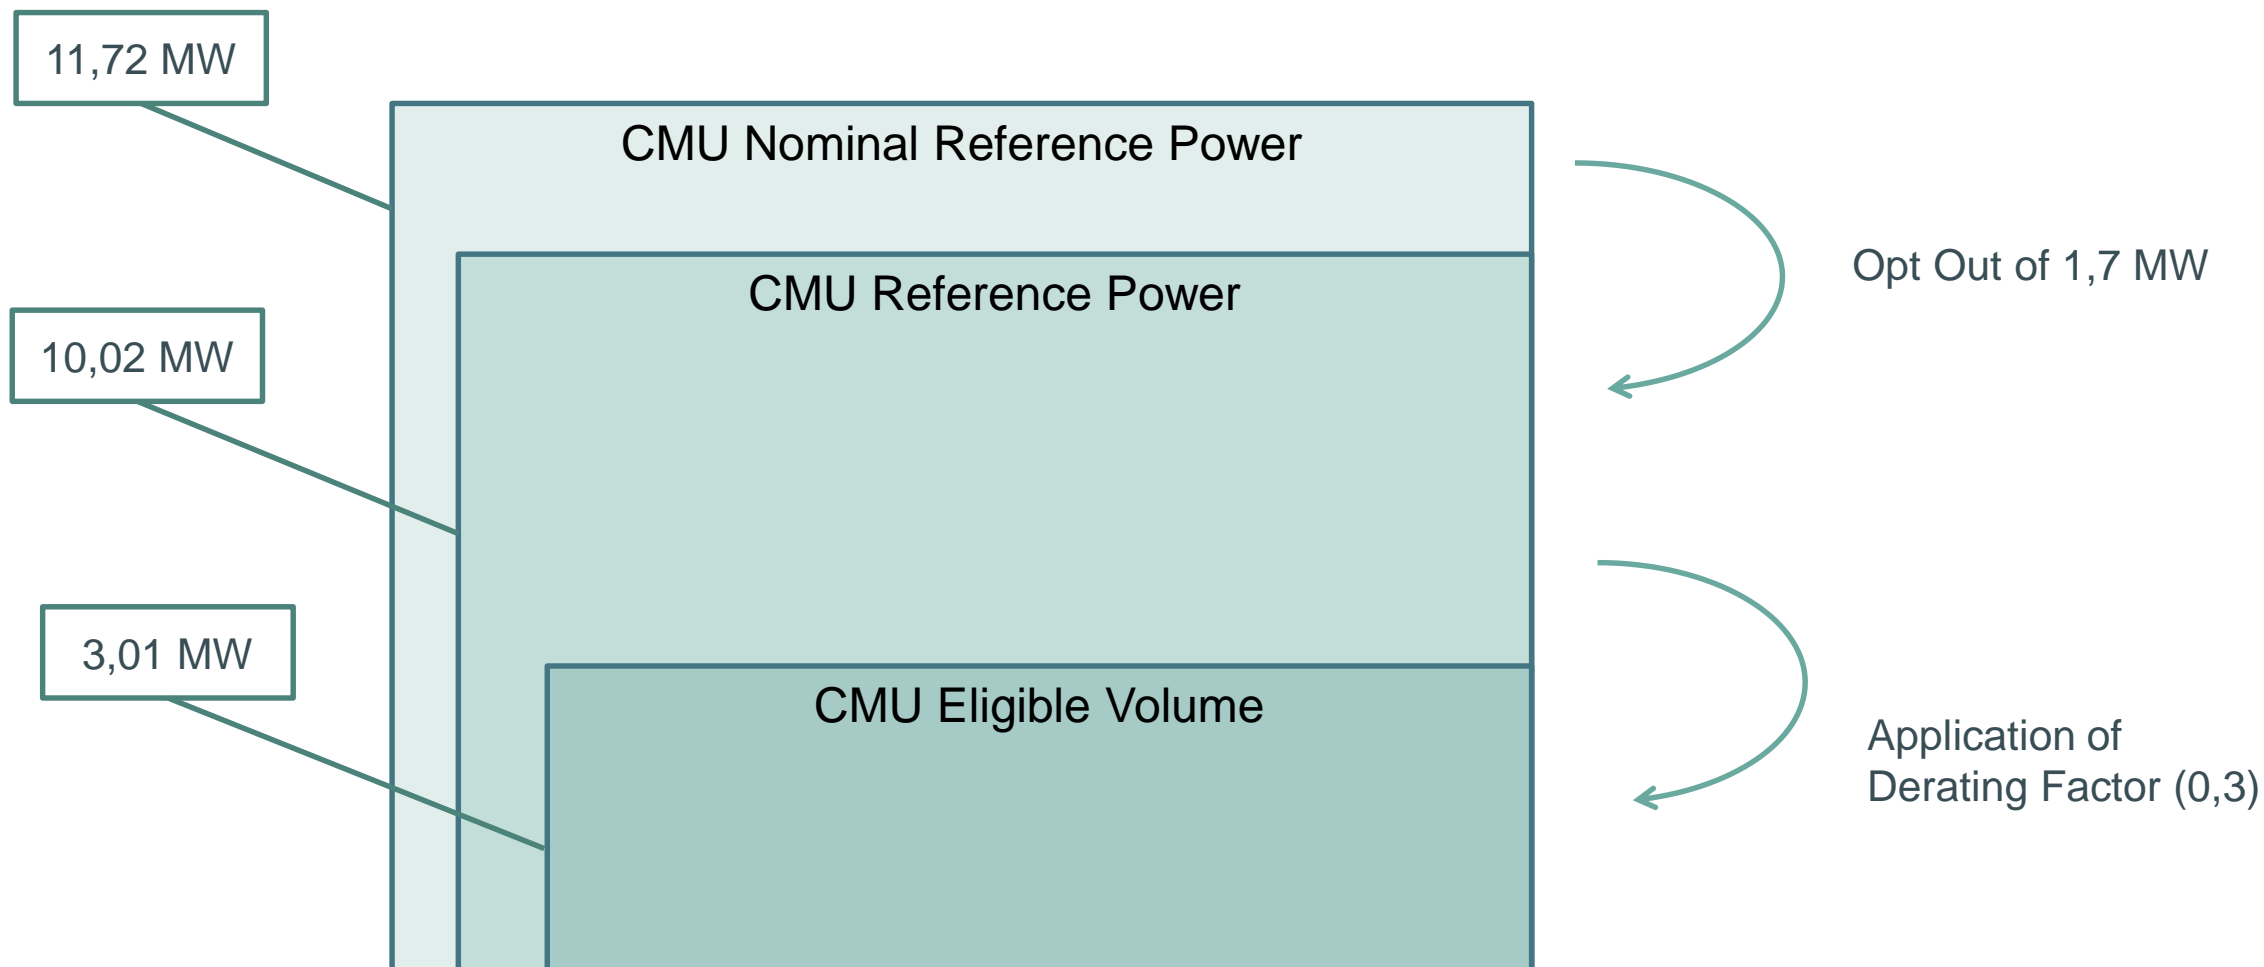 11,72 MW
CMU Nominal Reference Power
Opt Out of 1,7 MW
CMU Reference Power
10,02 MW
3,01 MW
CMU Eligible Volume
Application of
Derating Factor (0,3)